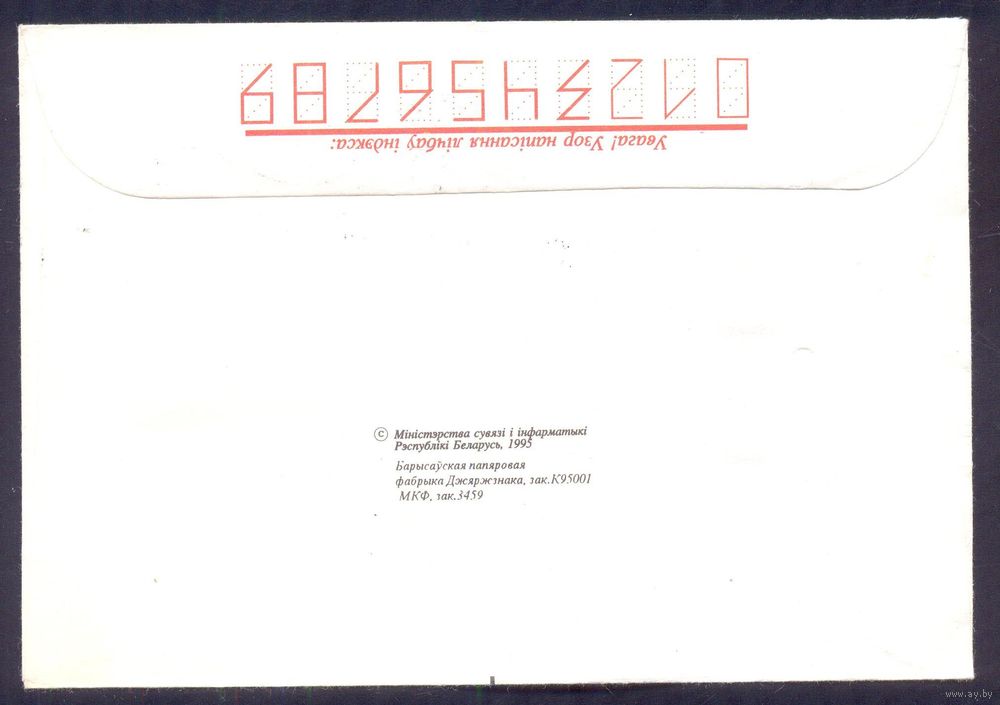 Увага! Узор напісання лічбаў індэкса:
0123456789
© Міністэрства сувязі і інфарматыкі
Рэспублікі Беларусь, 1995
Барысаўская папяровая
фабрыка Дзяржзнака, зак.К95001
МКФ, зак.3459
www.ay.by